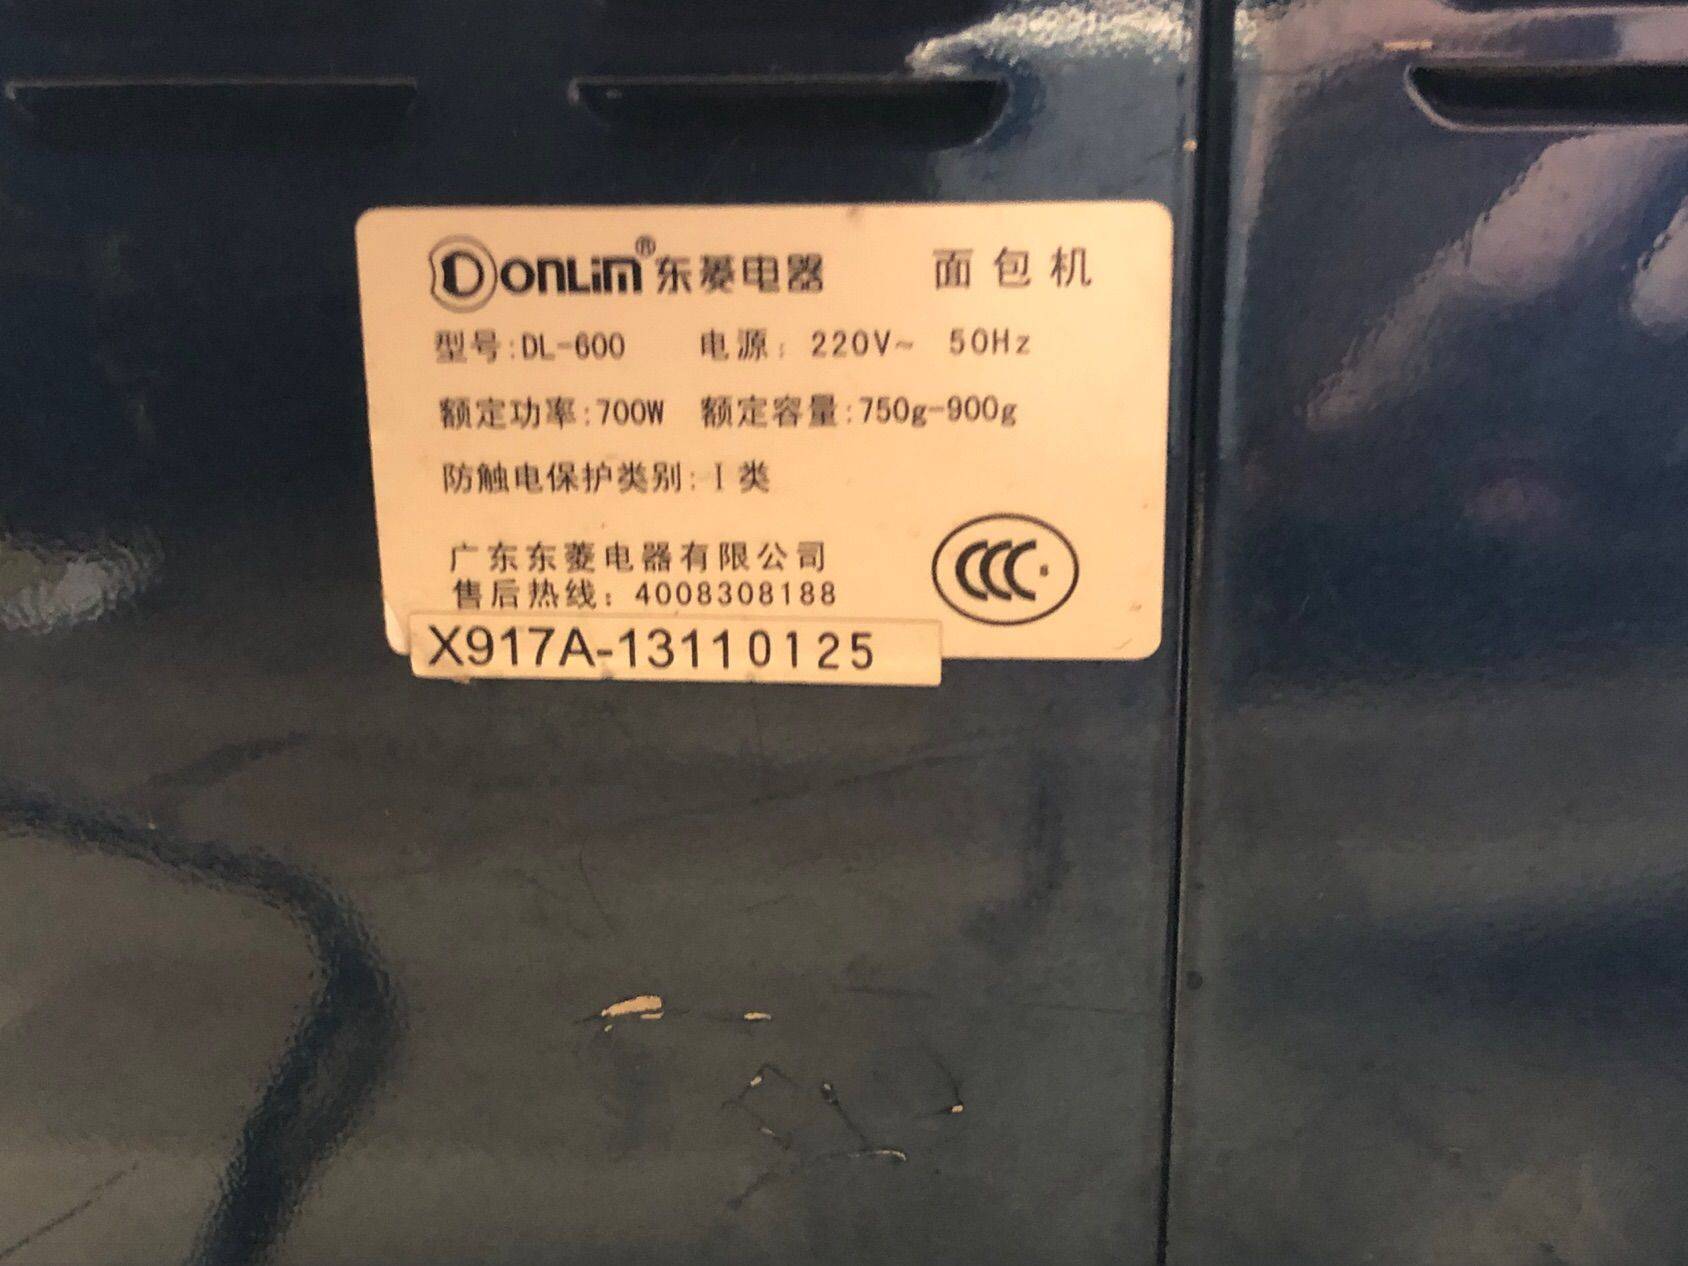 DONLiM®东菱电器 面包机
型号:DL-600 电源: 220V~ 50Hz
额定功率:700W 额定容量:750g-900g
防触电保护类别: I 类
广东东菱电器有限公司
售后热线: 4008308188
CCC
X917A-13110125